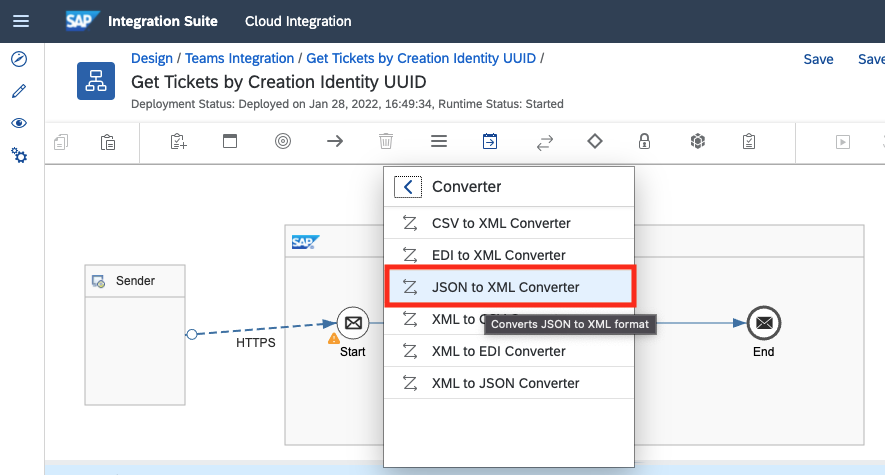 SAP Integration Suite Cloud Integration
Design / Teams Integration / Get Tickets by Creation Identity UUID /
Save
Save
Get Tickets by Creation Identity UUID
Deployment Status: Deployed on Jan 28, 2022, 16:49:34, Runtime Status: Started
Converter
CSV to XML Converter
EDI to XML Converter
JSON to XML Converter
XML to
Converts JSON to XML format
XML to EDI Converter
XML to JSON Converter
SAP
Sender
HTTPS
Start
End